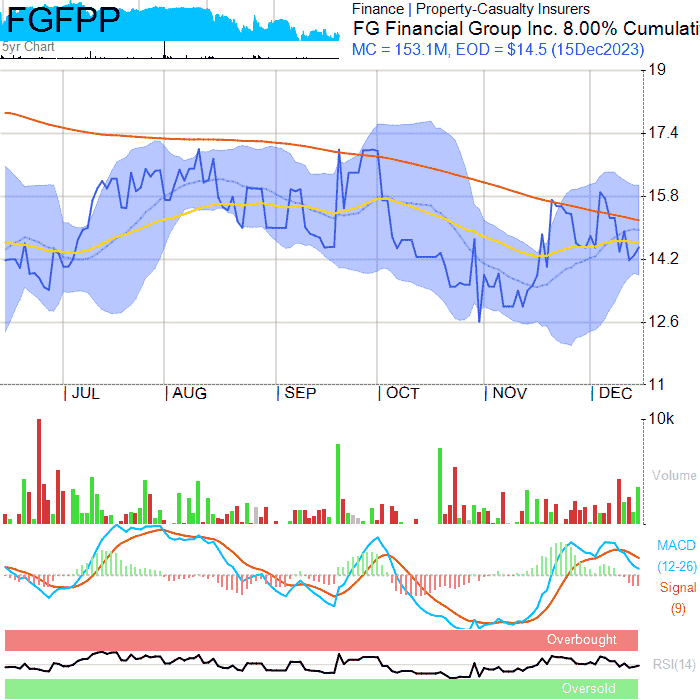 FGFPP
5yr Chart
Finance | Property-Casualty Insurers
FG Financial Group Inc. 8.00% Cumulati
MC = 153.1M, EOD = $14.5 (15Dec2023)
19
17.4
15.8
14.2
12.6
11
JUL
AUG
SEP
OCT
NOV
DEC
10k
Volume
MACD
(12-26)
Signal
(9)
Overbought
RSI(14)
Oversold